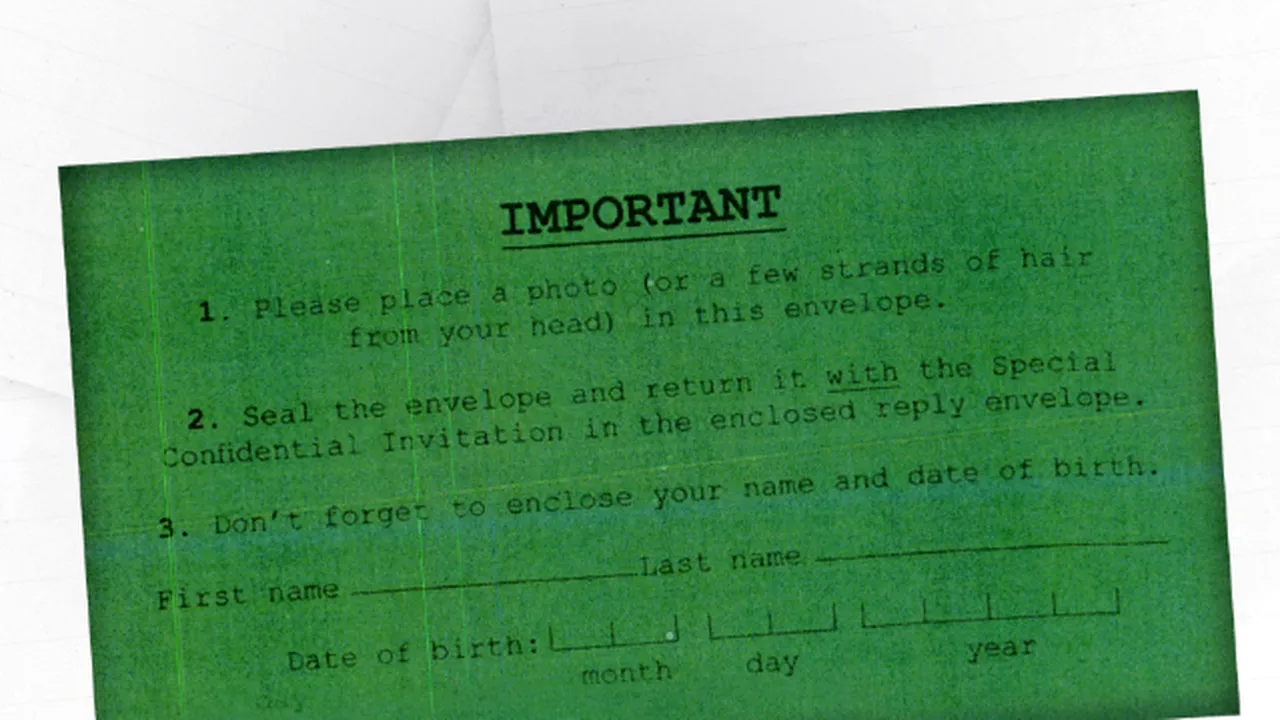 IMPORTANT
1. Please place a photo (or a few strands of hair
from your head) in this envelope.
2. Seal the envelope and return it with the Special
Confidential Invitation in the enclosed reply envelope.
3. Don't forget to enclose your name and date of birth.
First name Last name
Date of birth:
month day year